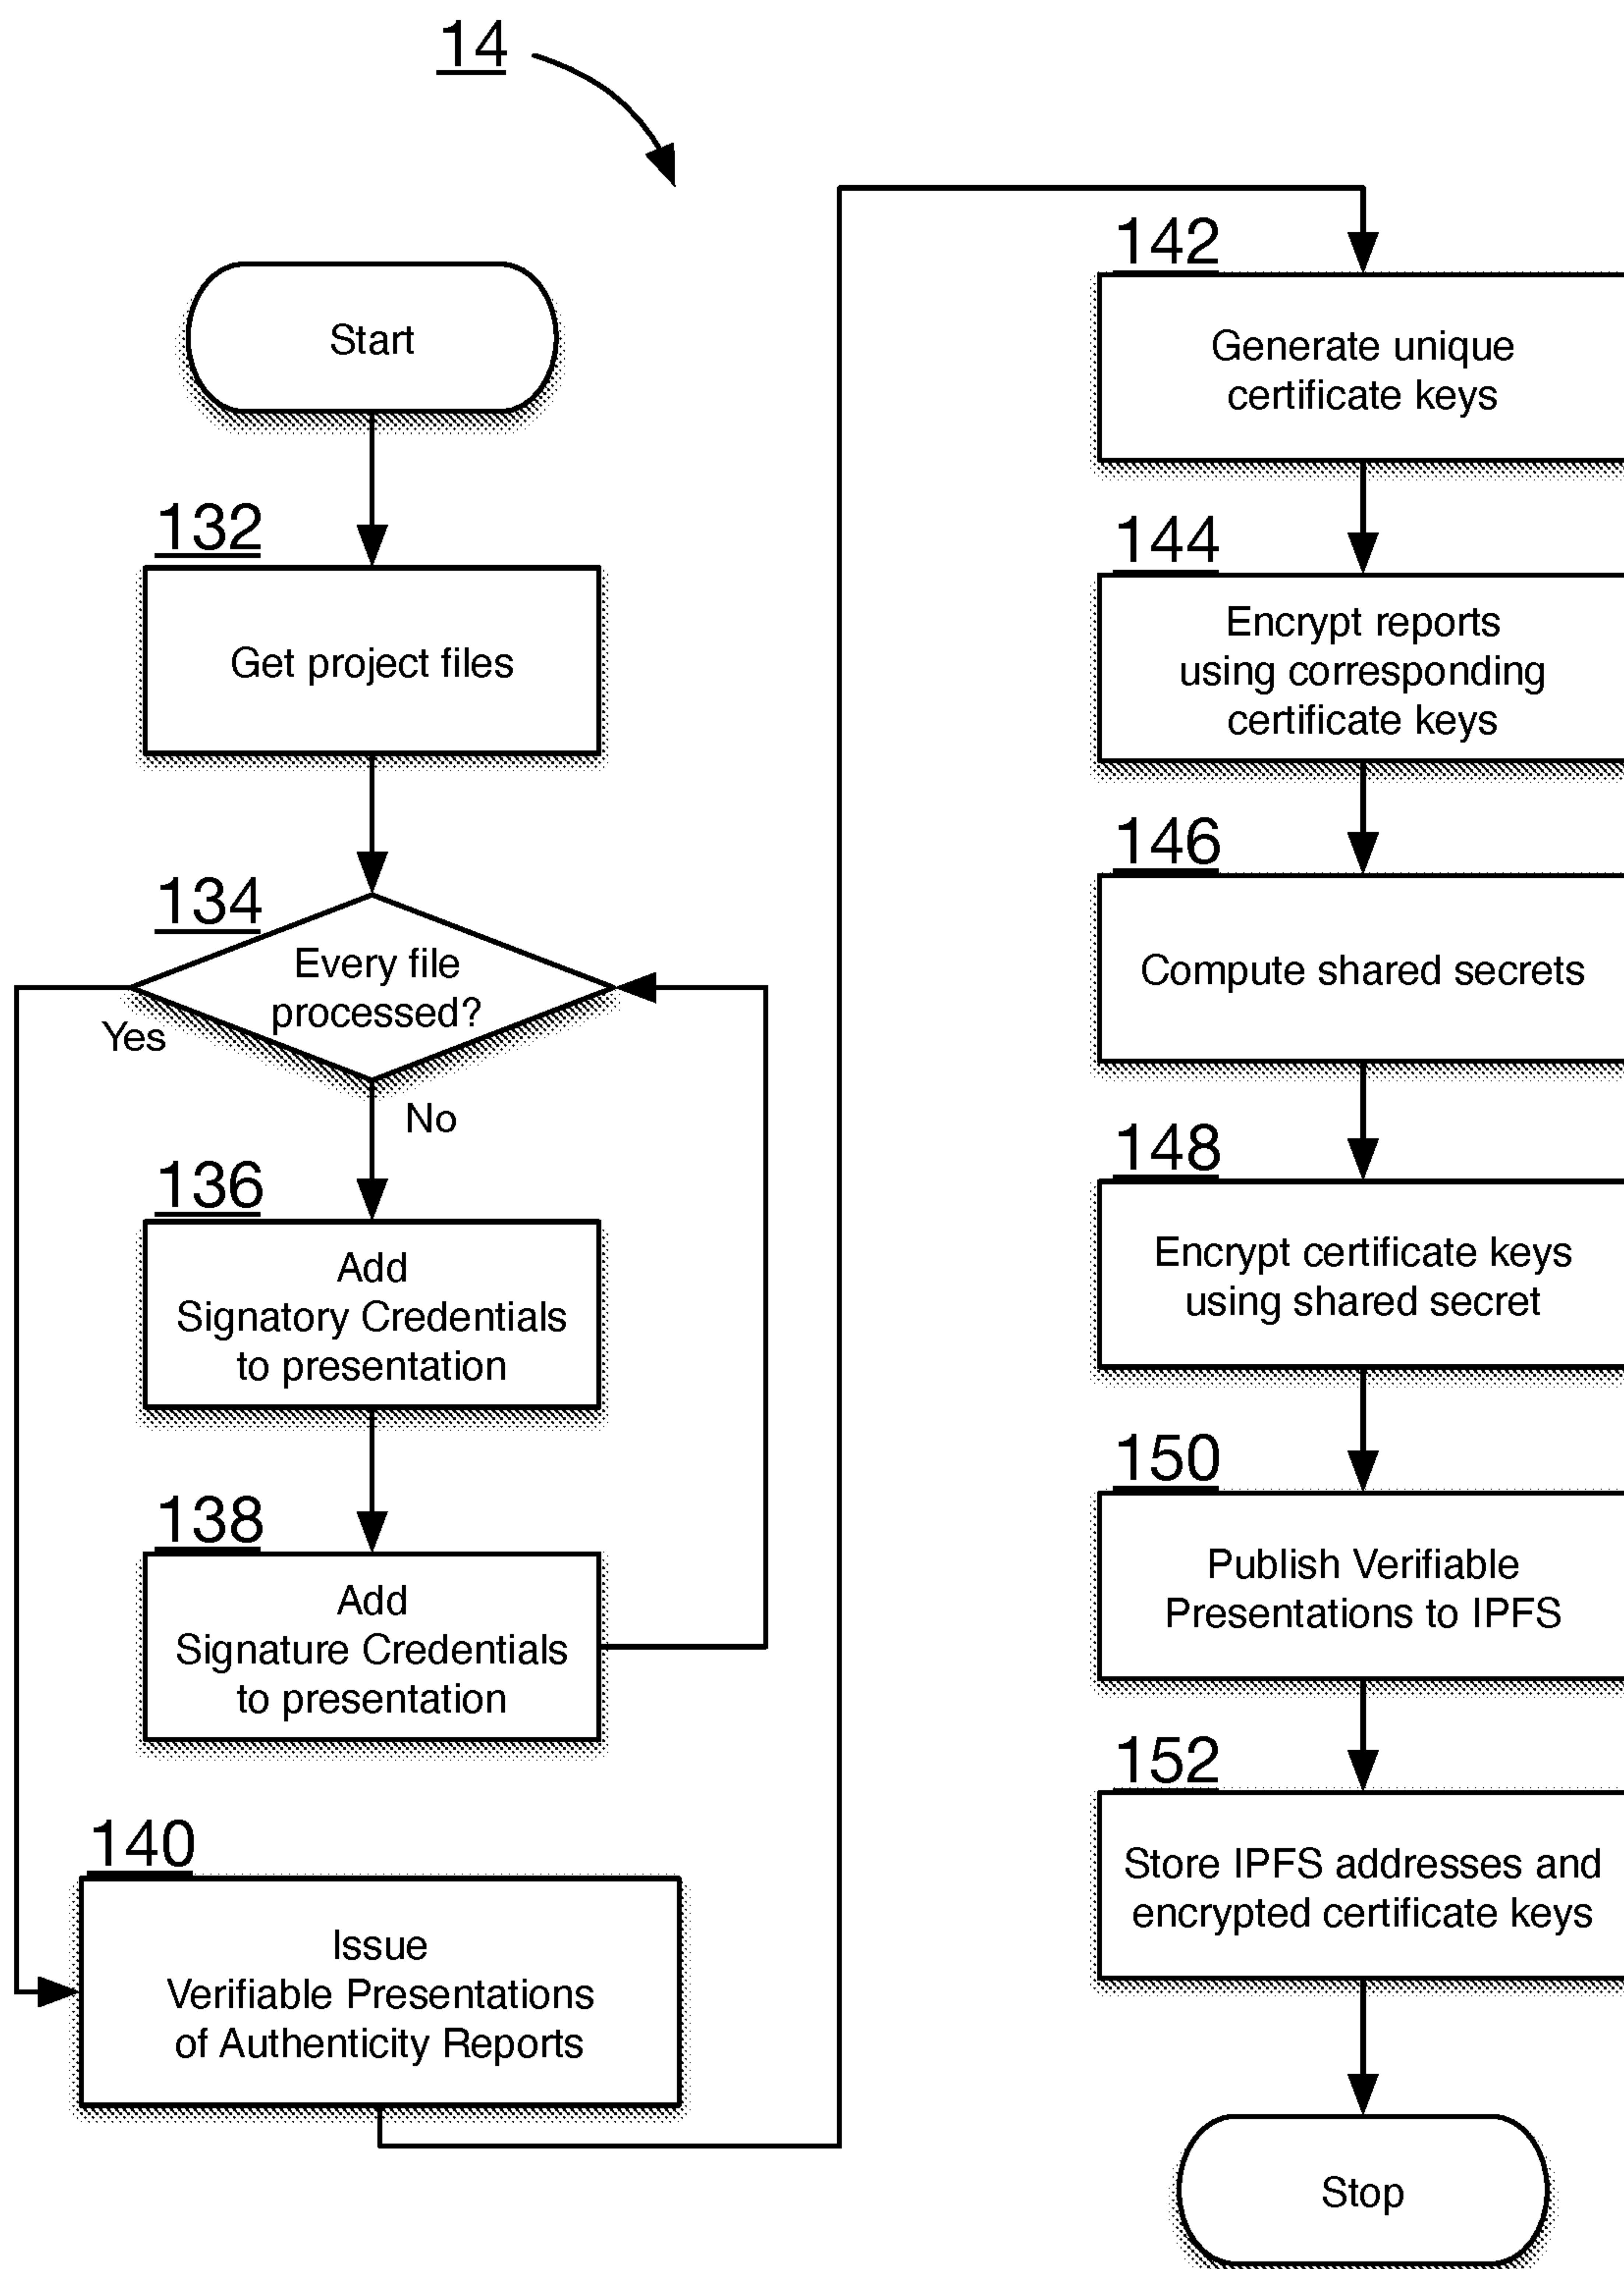 14
Start
132
Get project files
134
Every file
processed?
Yes
No
136
Add
Signatory Credentials
to presentation
138
Add
Signature Credentials
to presentation
140
Issue
Verifiable Presentations
of Authenticity Reports
142
Generate unique
certificate keys
144
Encrypt reports
using corresponding
certificate keys
146
Compute shared secrets
148
Encrypt certificate keys
using shared secret
150
Publish Verifiable
Presentations to IPFS
152
Store IPFS addresses and
encrypted certificate keys
Stop